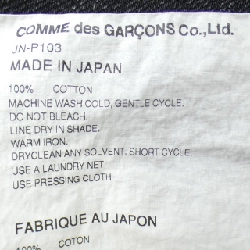 COMME des GARÇONS Co., Ltd.
JN-P103
MADE IN JAPAN
100% COTTON
MACHINE WASH COLD, GENTLE CYCLE.
DO NOT BLEACH.
LINE DRY IN SHADE.
WARM IRON.
DRYCLEAN ANY SOLVENT. SHORT CYCLE
USE A LAUNDRY NET
USE PRESSING CLOTH
FABRIQUE AU JAPON
100% COTON